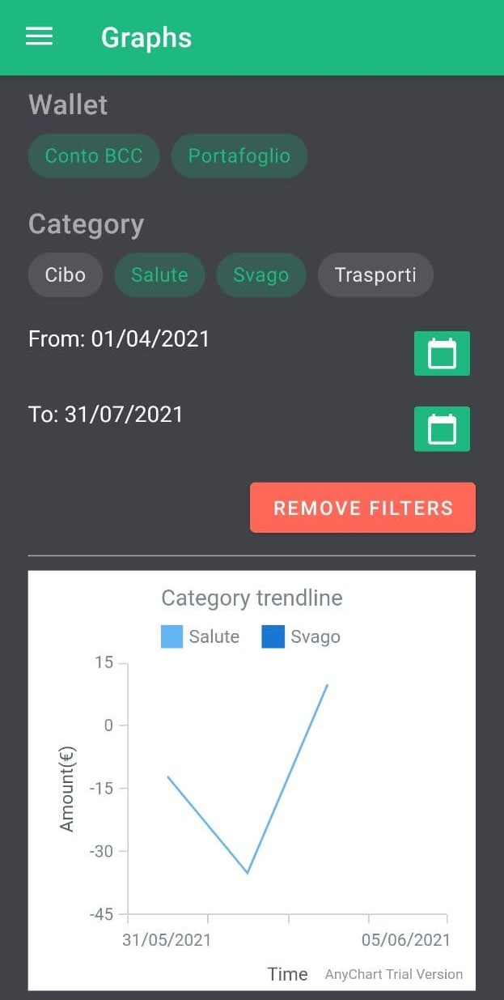 Graphs
Wallet
Conto BCC Portafoglio
Category
Cibo Salute Svago Trasporti
From: 01/04/2021
To: 31/07/2021
REMOVE FILTERS
Category trendline
Salute Svago
15
0
-15
-30
-45
Amount(€)
31/05/2021 05/06/2021
Time AnyChart Trial Version